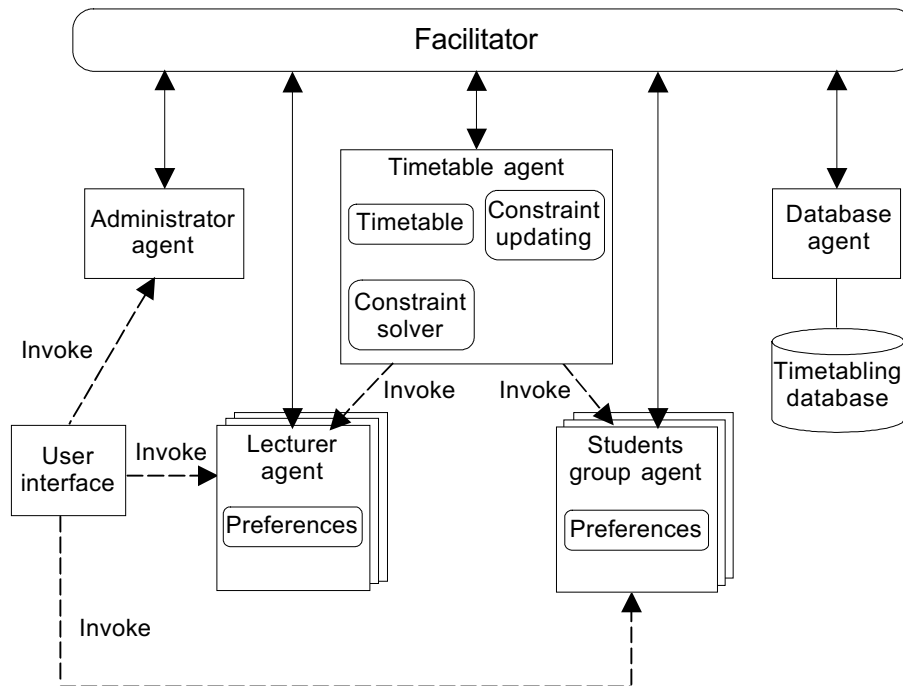 Facilitator
Timetable agent
Administrator
agent
Timetable
Constraint
updating
Database
agent
Constraint
solver
Invoke
Invoke
Invoke
Timetabling
database
User
interface
Invoke
Lecturer
agent
Students
group agent
Preferences
Preferences
Invoke